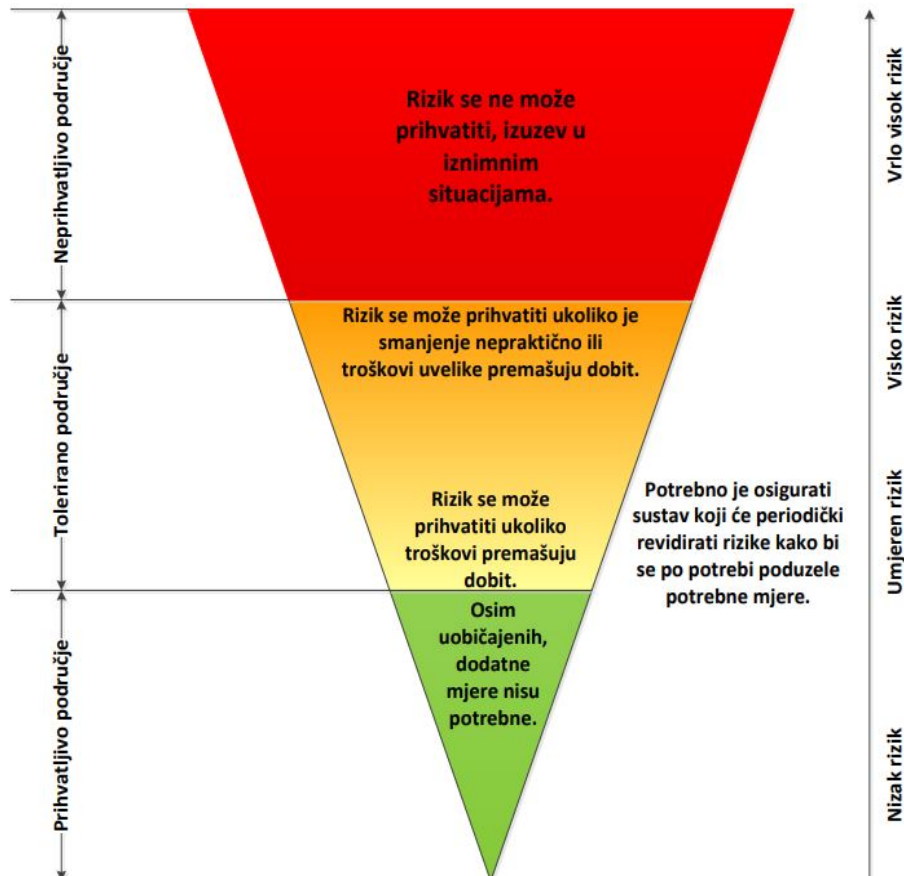 Neprihvatljivo područje
Tolerirano područje
Prihvatljivo područje
Rizik se ne može
prihvatiti, izuzev u
iznimnim
situacijama.
Rizik se može prihvatiti ukoliko je
smanjenje nepraktično ili
troškovi uvelike premašuju dobit.
Rizik se može
prihvatiti ukoliko
troškovi premašuju
dobit.
Osim
uobičajenih,
dodatne
mjere nisu
potrebne.
Potrebno je osigurati
sustav koji će periodički
revidirati rizike kako bi
se po potrebi poduzele
potrebne mjere.
Vrlo visok rizik
Visko rizik
Umjeren rizik
Nizak rizik